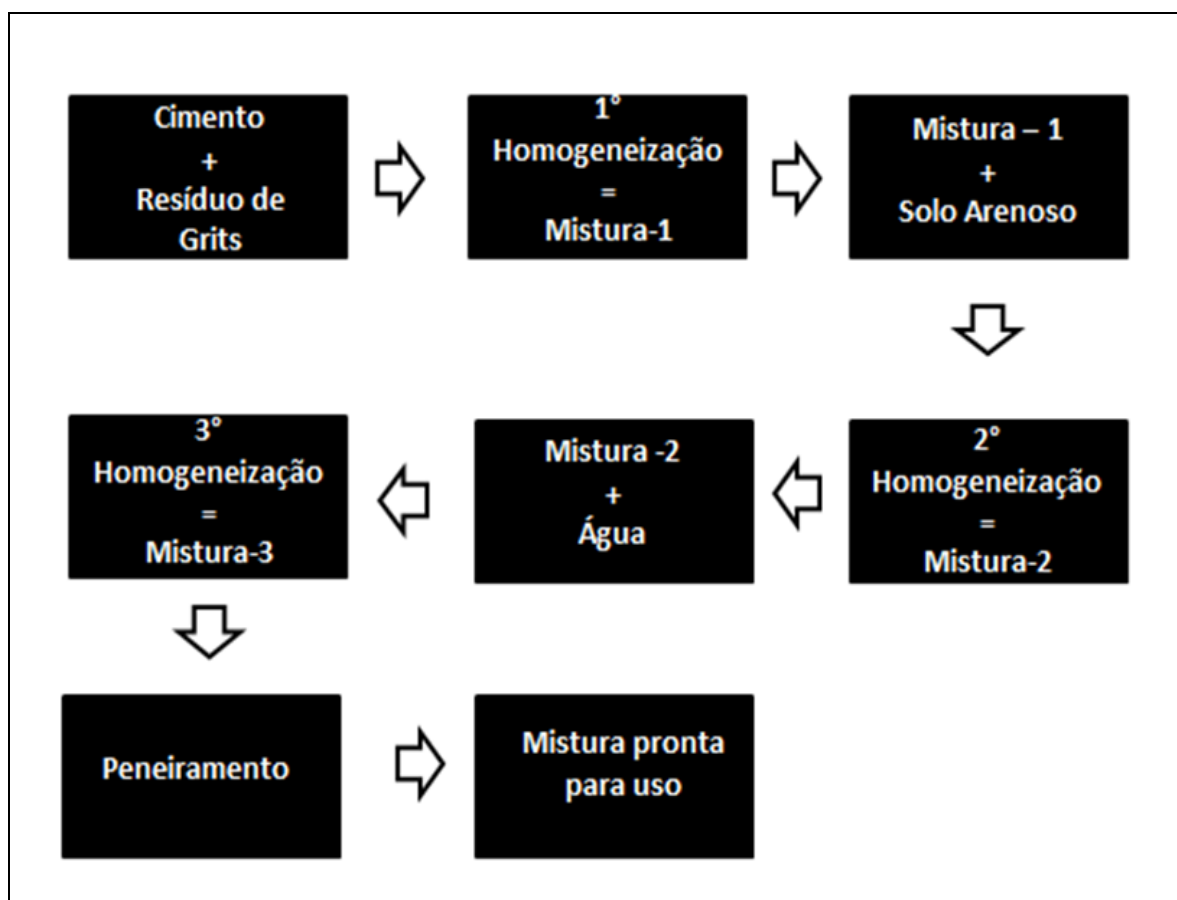 Cimento
+
Resíduo de
Grits
1°
Homogeneização
=
Mistura-1
Mistura – 1
+
Solo Arenoso
2°
Homogeneização
=
Mistura-2
Mistura -2
+
Água
3°
Homogeneização
=
Mistura-3
Peneiramento
Mistura pronta
para uso